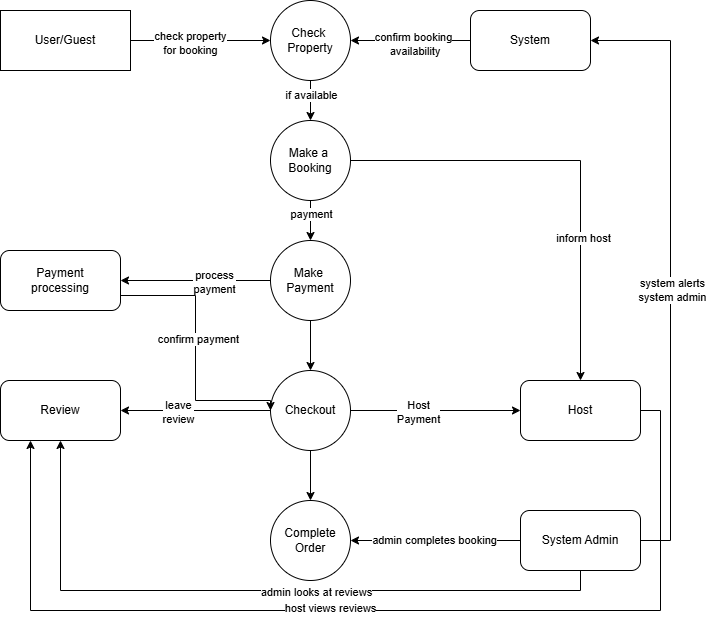 User/Guest
check property
for booking
Check
Property
confirm booking
availability
System
if available
Make a
Booking
payment
inform host
Payment
processing
process
payment
Make
Payment
system alerts
system admin
confirm payment
Review
leave
review
Checkout
Host
Payment
Host
Complete
Order
admin completes booking
System Admin
admin looks at reviews
host views reviews